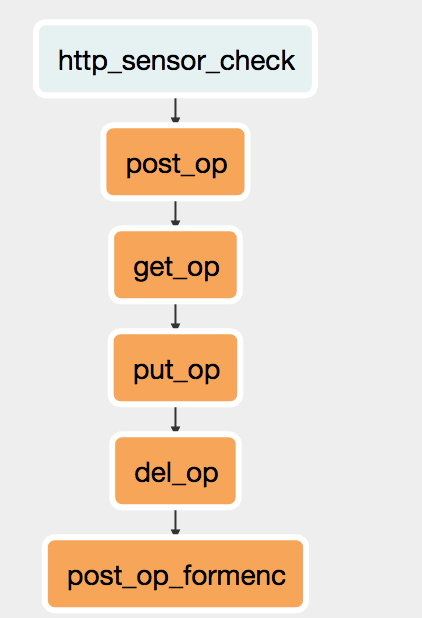 http_sensor_check
post_op
get_op
put_op
del_op
post_op_formenc